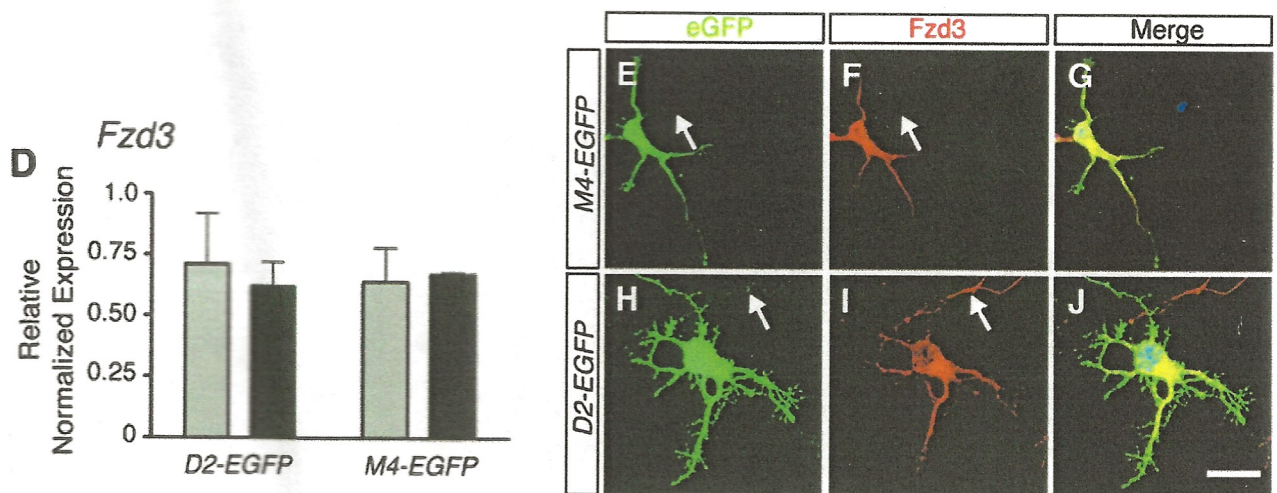 D
Fzd3
Relative
Normalized Expression
1.0
0.75
0.50
0.25
0
D2-EGFP M4-EGFP
eGFP Fzd3 Merge
M4-EGFP
E F G
D2-EGFP
H I J